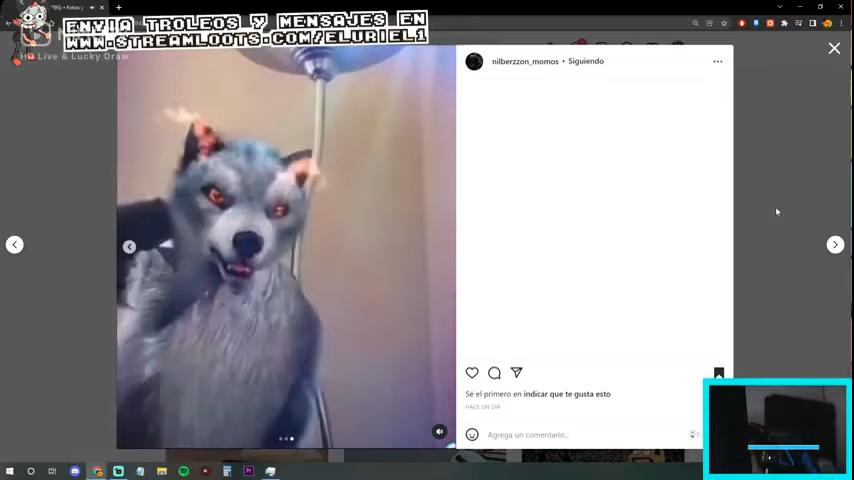 ENVIA TROLEOS Y MENSAJES EN
WWW.STREAMLOOTS.COM/ELURIEL1
HD Live & Lucky Draw
nilberzzon_momos • Siguiendo
Sé el primero en indicar que te gusta esto
HACE UN DÍA
Agrega un comentario...